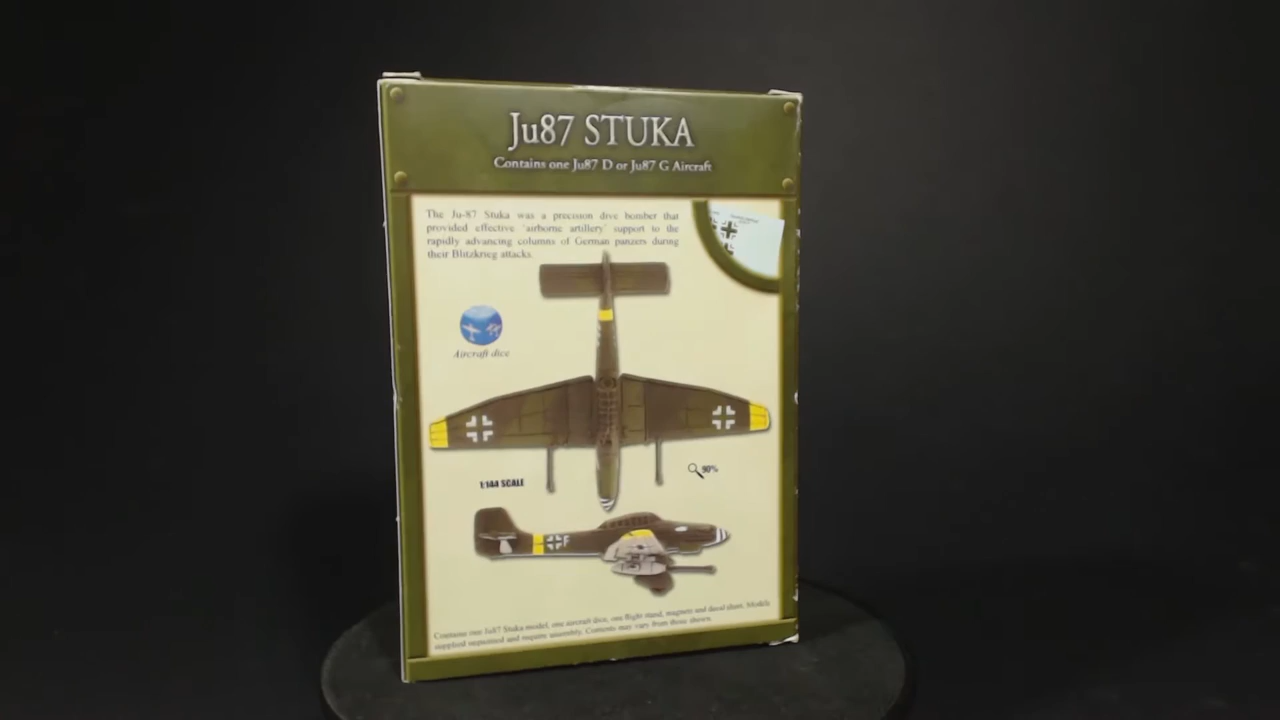 Ju87 STUKA
Contains one Ju87 D or Ju87 G Aircraft
The Ju-87 Stuka was a precision dive bomber that
provided effective 'airborne artillery' support to the
rapidly advancing columns of German panzers during
their Blitzkrieg attacks.
Aircraft dice
1:144 SCALE
90%
F
Contains one Ju87 Stuka model, one aircraft dice, one flight stand, magnets and decal sheet. Models
supplied unpainted and require assembly. Contents may vary from those shown.